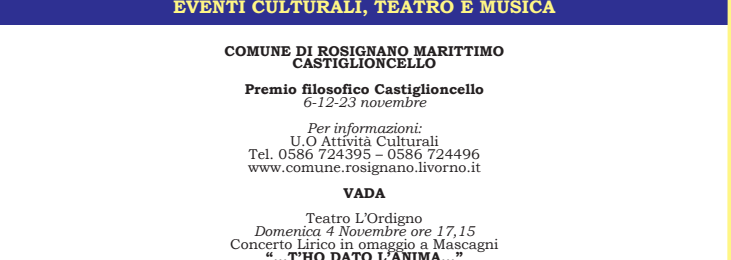 EVENTI CULTURALI, TEATRO E MUSICA
COMUNE DI ROSIGNANO MARITTIMO
CASTIGLIONCELLO
Premio filosofico Castiglioncello
6-12-23 novembre
Per informazioni:
U.O Attività Culturali
Tel. 0586 724395 – 0586 724496
www.comune.rosignano.livorno.it
VADA
Teatro L'Ordigno
Domenica 4 Novembre ore 17,15
Concerto Lirico in omaggio a Mascagni
“...T'HO DATO L'ANIMA...”